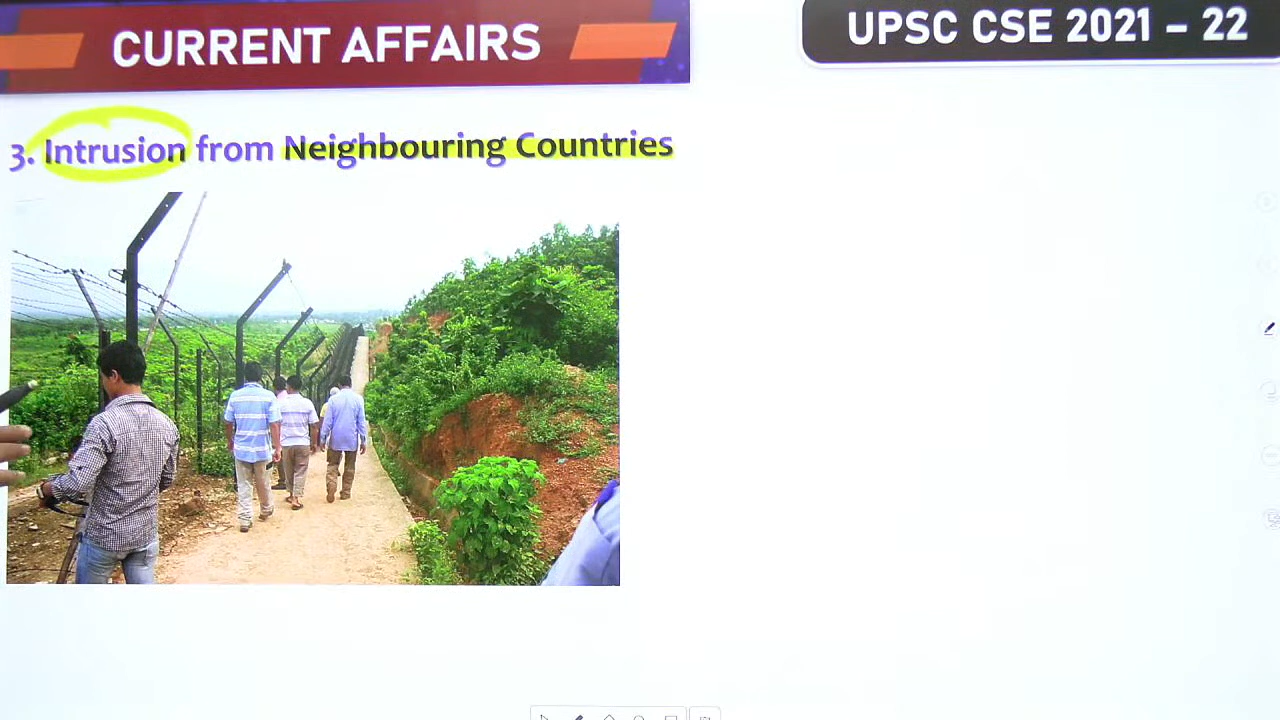 CURRENT AFFAIRS
UPSC CSE 2021 – 22
3. Intrusion from Neighbouring Countries